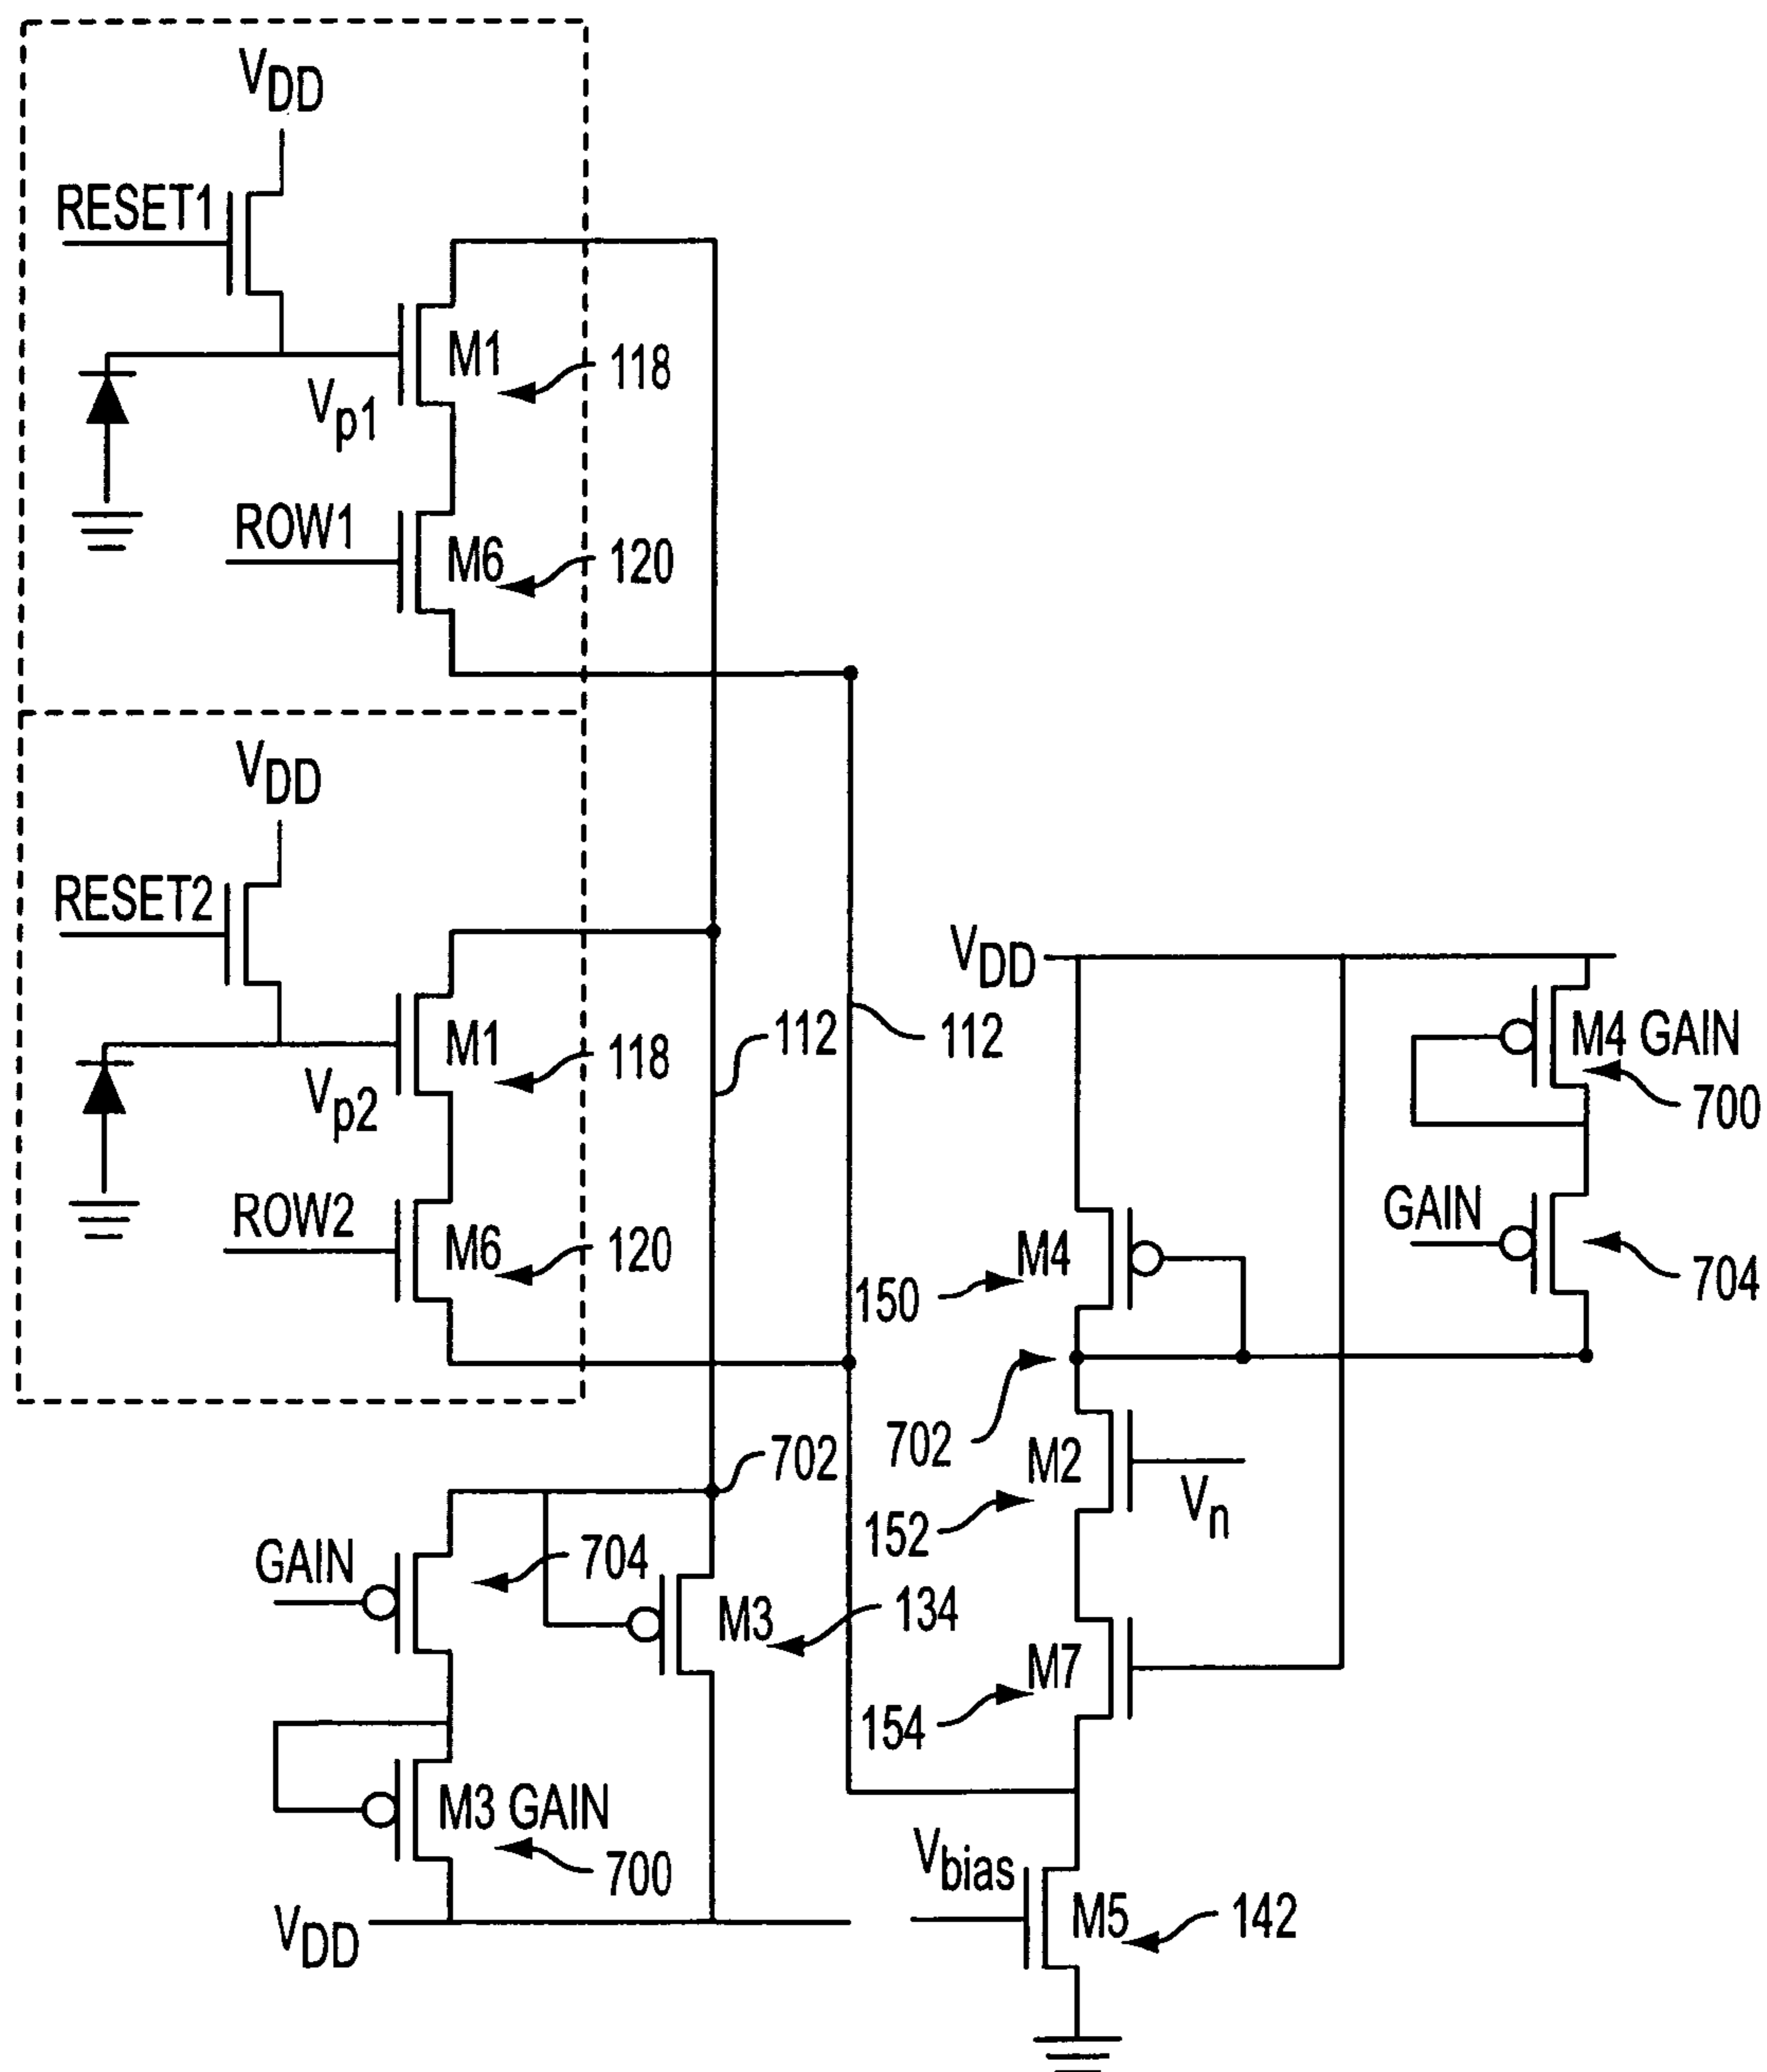 VDD
RESET1
M1
118
Vp1
ROW1
M6
120
VDD
RESET2
M1
118
Vp2
ROW2
M6
120
112
112
VDD
M4 GAIN
700
GAIN
704
M4
150
702
M2
152
Vn
702
GAIN
704
M3
134
M7
154
M3 GAIN
700
VDD
Vbias
M5
142